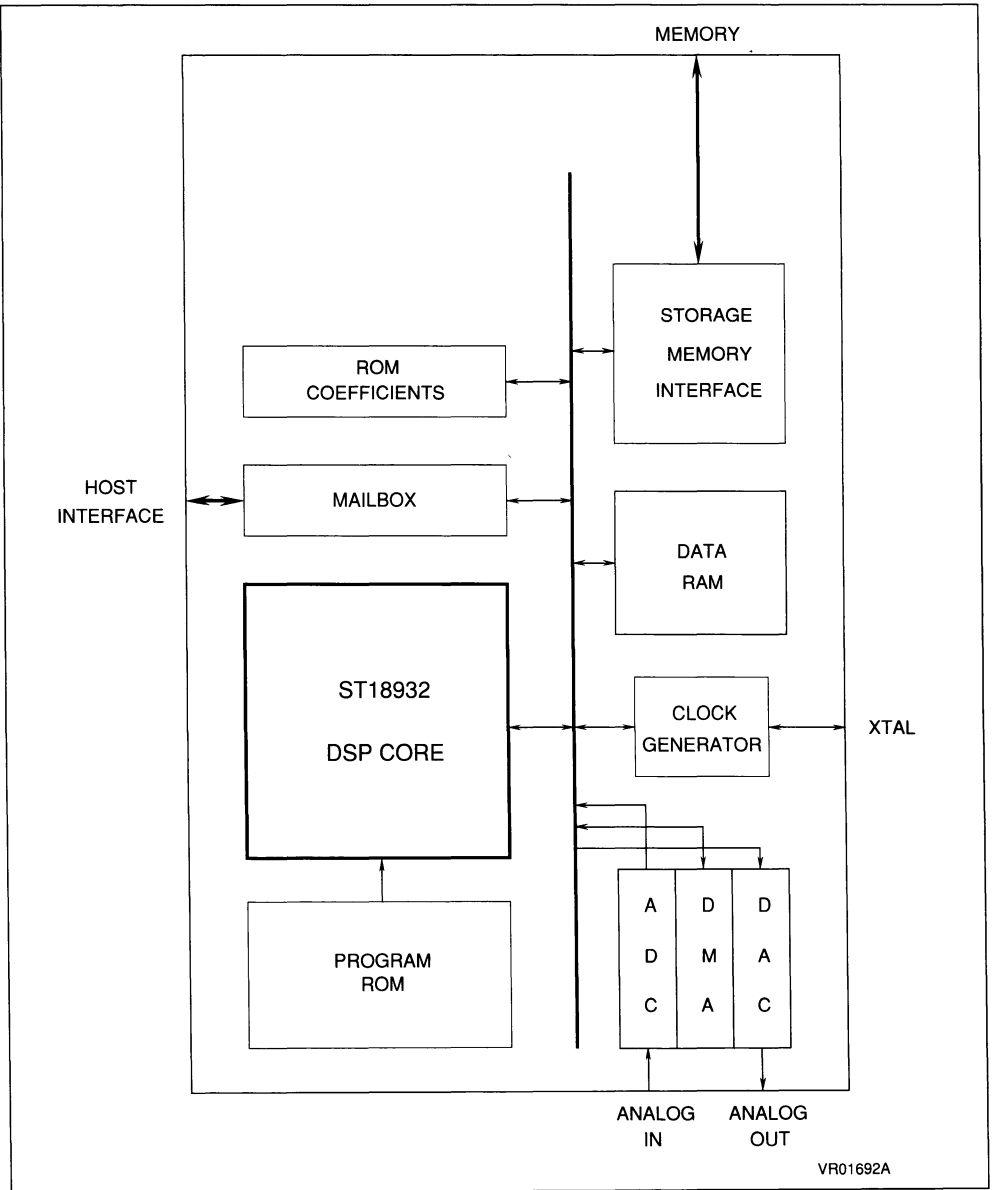 MEMORY
STORAGE
MEMORY
INTERFACE
ROM
COEFFICIENTS
HOST
INTERFACE
MAILBOX
DATA
RAM
ST18932
DSP CORE
CLOCK
GENERATOR
XTAL
PROGRAM
ROM
A D D
D M A
C A C
ANALOG
IN
ANALOG
OUT
VR01692A